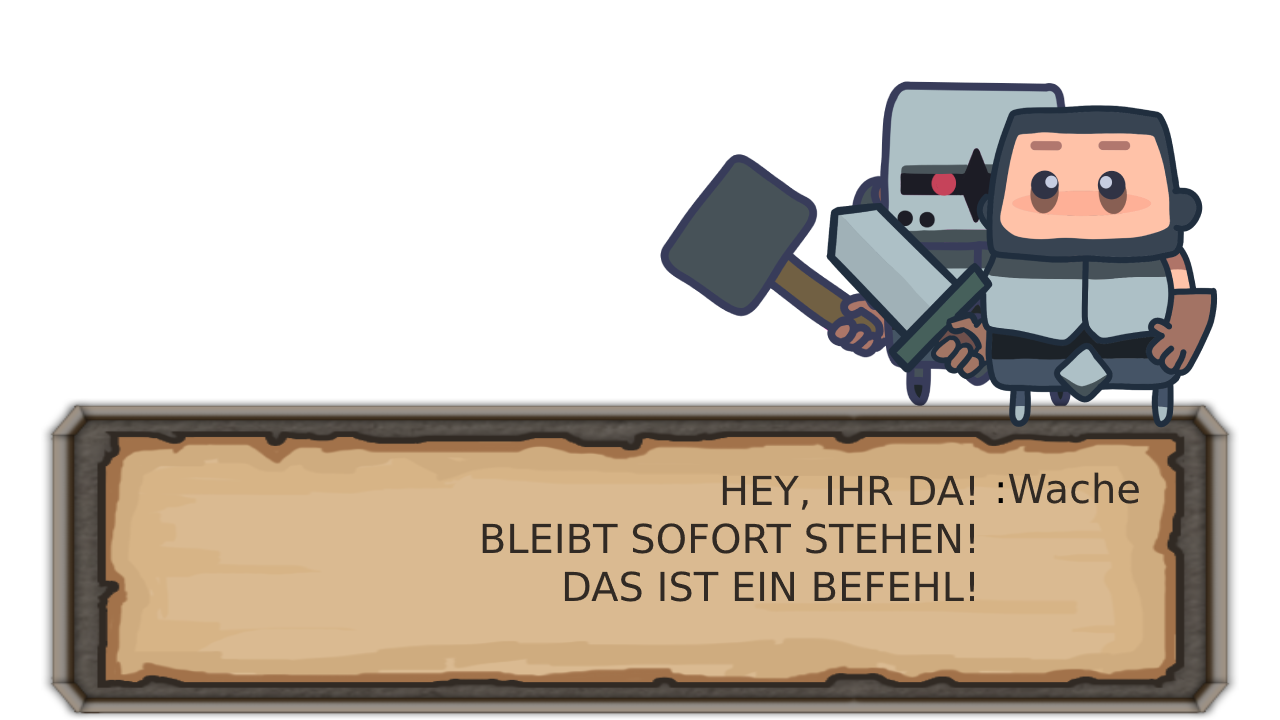 HEY, IHR DA! :Wache
BLEIBT SOFORT STEHEN!
DAS IST EIN BEFEHL!